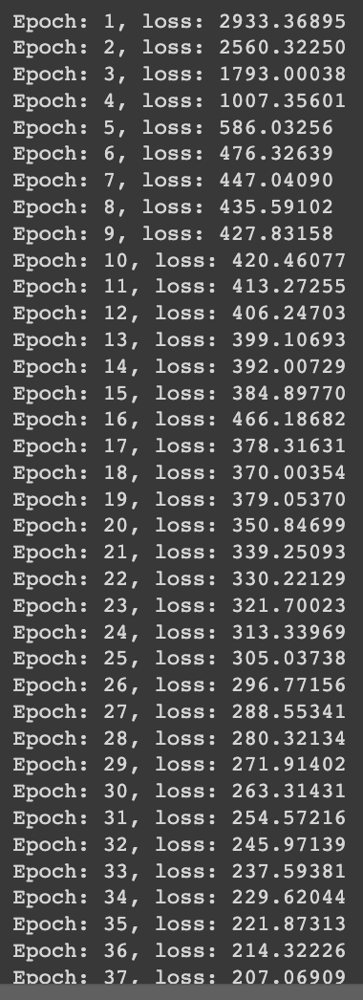 Epoch: 1, loss: 2933.36895
Epoch: 2, loss: 2560.32250
Epoch: 3, loss: 1793.00038
Epoch: 4, loss: 1007.35601
Epoch: 5, loss: 586.03256
Epoch: 6, loss: 476.32639
Epoch: 7, loss: 447.04090
Epoch: 8, loss: 435.59102
Epoch: 9, loss: 427.83158
Epoch: 10, loss: 420.46077
Epoch: 11, loss: 413.27255
Epoch: 12, loss: 406.24703
Epoch: 13, loss: 399.10693
Epoch: 14, loss: 392.00729
Epoch: 15, loss: 384.89770
Epoch: 16, loss: 466.18682
Epoch: 17, loss: 378.31631
Epoch: 18, loss: 370.00354
Epoch: 19, loss: 379.05370
Epoch: 20, loss: 350.84699
Epoch: 21, loss: 339.25093
Epoch: 22, loss: 330.22129
Epoch: 23, loss: 321.70023
Epoch: 24, loss: 313.33969
Epoch: 25, loss: 305.03738
Epoch: 26, loss: 296.77156
Epoch: 27, loss: 288.55341
Epoch: 28, loss: 280.32134
Epoch: 29, loss: 271.91402
Epoch: 30, loss: 263.31431
Epoch: 31, loss: 254.57216
Epoch: 32, loss: 245.97139
Epoch: 33, loss: 237.59381
Epoch: 34, loss: 229.62044
Epoch: 35, loss: 221.87313
Epoch: 36, loss: 214.32226
Epoch: 37, loss: 207.06909